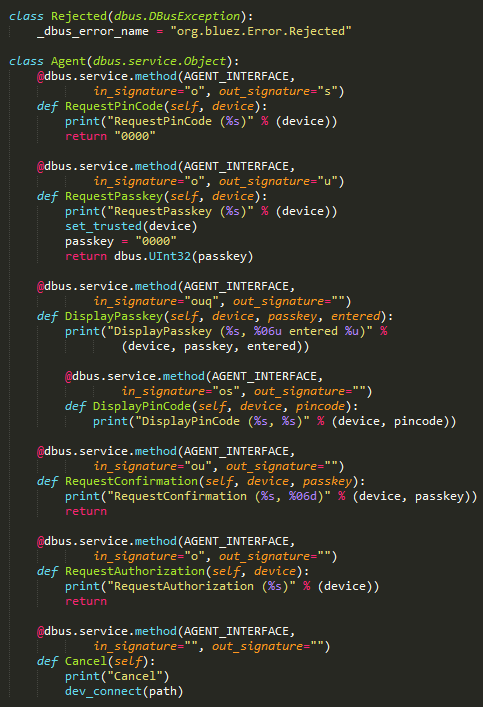 class Rejected(dbus.DBusException):
    _dbus_error_name = "org.bluez.Error.Rejected"

class Agent(dbus.service.Object):
    @dbus.service.method(AGENT_INTERFACE,
            in_signature="o", out_signature="s")
    def RequestPinCode(self, device):
        print("RequestPinCode (%s)" % (device))
        return "0000"

    @dbus.service.method(AGENT_INTERFACE,
            in_signature="o", out_signature="u")
    def RequestPasskey(self, device):
        print("RequestPasskey (%s)" % (device))
        set_trusted(device)
        passkey = "0000"
        return dbus.UInt32(passkey)

    @dbus.service.method(AGENT_INTERFACE,
            in_signature="ouq", out_signature="")
    def DisplayPasskey(self, device, passkey, entered):
        print("DisplayPasskey (%s, %06u entered %u)" %
                (device, passkey, entered))

        @dbus.service.method(AGENT_INTERFACE,
                in_signature="os", out_signature="")
        def DisplayPinCode(self, device, pincode):
            print("DisplayPinCode (%s, %s)" % (device, pincode))

    @dbus.service.method(AGENT_INTERFACE,
            in_signature="ou", out_signature="")
    def RequestConfirmation(self, device, passkey):
        print("RequestConfirmation (%s, %06d)" % (device, passkey))
        return

    @dbus.service.method(AGENT_INTERFACE,
            in_signature="o", out_signature="")
    def RequestAuthorization(self, device):
        print("RequestAuthorization (%s)" % (device))
        return

    @dbus.service.method(AGENT_INTERFACE,
            in_signature="", out_signature="")
    def Cancel(self):
        print("Cancel")
        dev_connect(path)